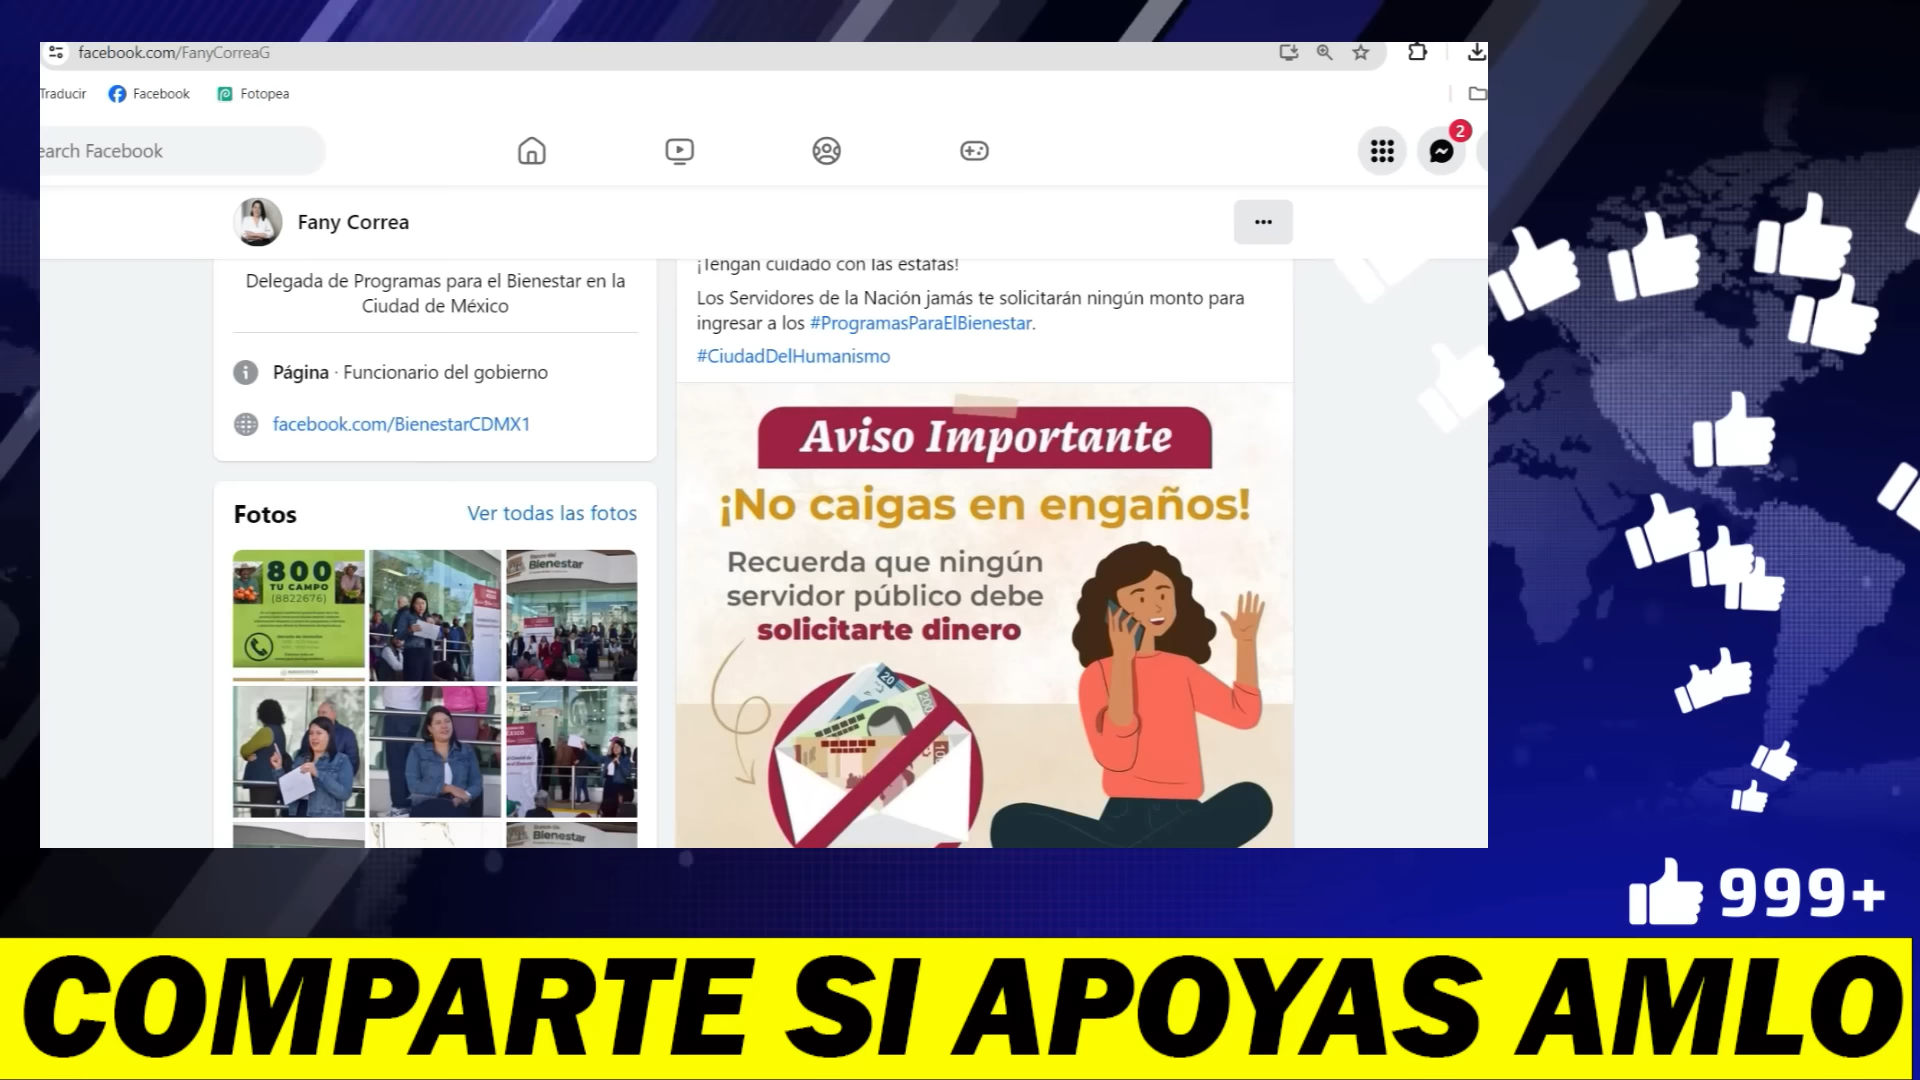 facebook.com/FanyCorreaG
Traducir
Facebook
Fotopea
earch Facebook
2
Fany Correa
Delegada de Programas para el Bienestar en la
Ciudad de México
Página · Funcionario del gobierno
facebook.com/BienestarCDMX1
Fotos
Ver todas las fotos
800
TU CAMPO
(8822676)
Bienestar
Bienestar
¡Tengan cuidado con las estafas!
Los Servidores de la Nación jamás te solicitarán ningún monto para
ingresar a los #ProgramasParaElBienestar.
#CiudadDelHumanismo
Aviso Importante
¡No caigas en engaños!
Recuerda que ningún
servidor público debe
solicitarte dinero
20
200
999+
COMPARTE SI APOYAS AMLO